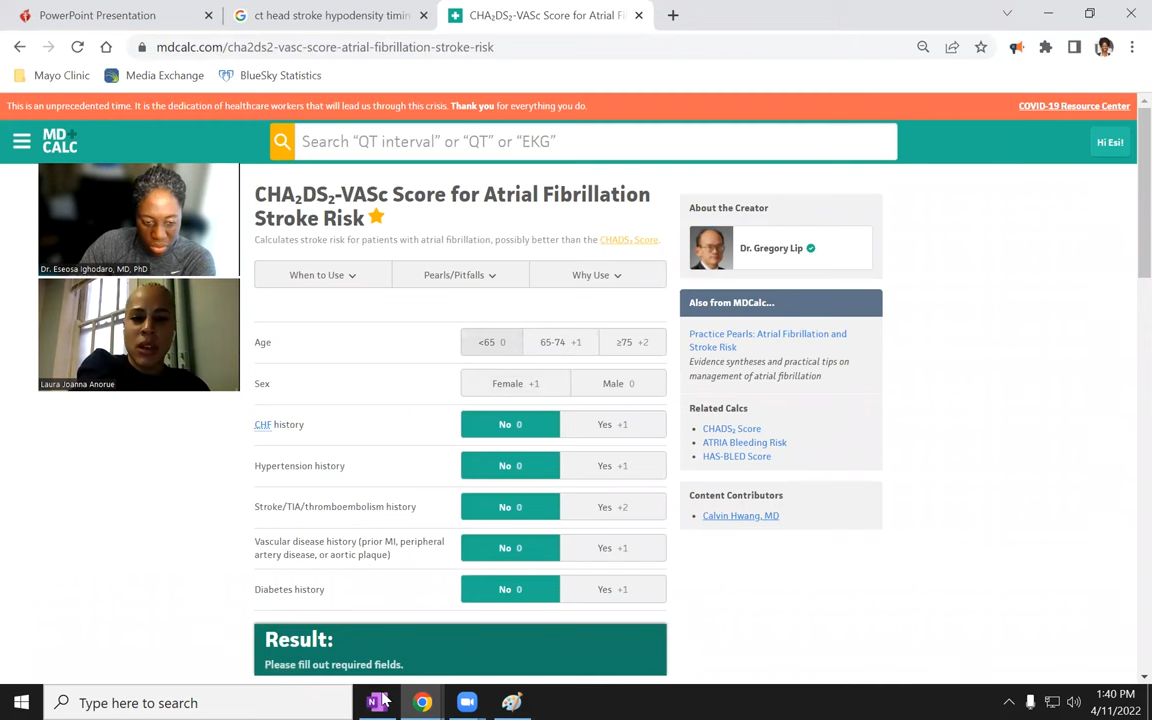 PowerPoint Presentation
ct head stroke hypodensity timin
CHA₂DS₂-VASc Score for Atrial Fi
mdcalc.com/cha2ds2-vasc-score-atrial-fibrillation-stroke-risk
Mayo Clinic
Media Exchange
BlueSky Statistics
This is an unprecedented time. It is the dedication of healthcare workers that will lead us through this crisis. Thank you for everything you do.
COVID-19 Resource Center
MD+
CALC
Search “QT interval” or “QT” or “EKG”
Hi Esi!
Dr. Eseosa Ighodaro, MD, PhD
Laura Joanna Anorue
CHA₂DS₂-VASc Score for Atrial Fibrillation
Stroke Risk
Calculates stroke risk for patients with atrial fibrillation, possibly better than the CHADS₂ Score.
When to Use
Pearls/Pitfalls
Why Use
Age
<65 0
65-74 +1
≥75 +2
Sex
Female +1
Male 0
CHF history
No 0
Yes +1
Hypertension history
No 0
Yes +1
Stroke/TIA/thromboembolism history
No 0
Yes +2
Vascular disease history (prior MI, peripheral
artery disease, or aortic plaque)
No 0
Yes +1
Diabetes history
No 0
Yes +1
Result:
Please fill out required fields.
About the Creator
Dr. Gregory Lip
Also from MDCalc...
Practice Pearls: Atrial Fibrillation and
Stroke Risk
Evidence syntheses and practical tips on
management of atrial fibrillation
Related Calcs
• CHADS₂ Score
• ATRIA Bleeding Risk
• HAS-BLED Score
Content Contributors
• Calvin Hwang, MD
Type here to search
N
1:40 PM
4/11/2022